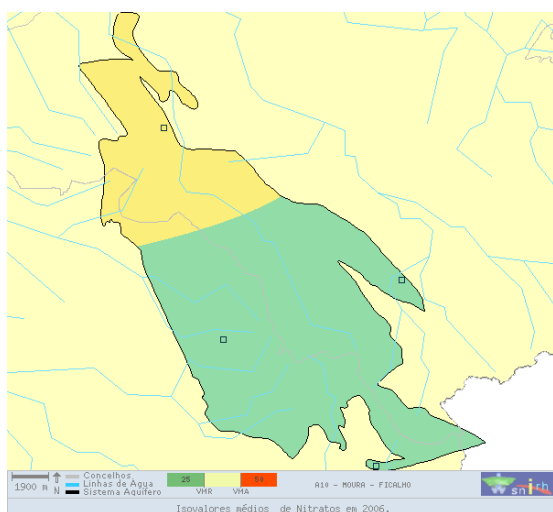 Concelhos
Linhas de Agua
Sistema Aquifero
1900 m
N
25
50
VHR
VMA
A10 - MOURA - FICALHO
snirh
Isovalores médios de Nitratos em 2006.